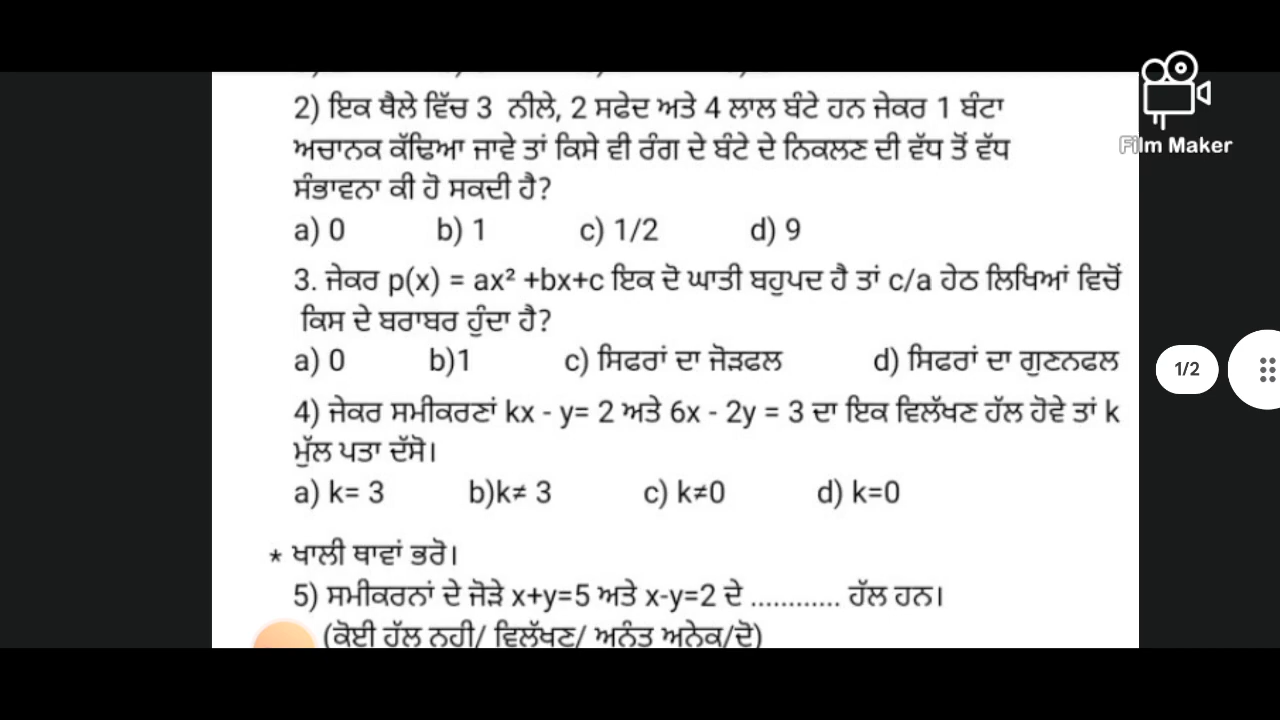 2) ਇਕ ਥੈਲੇ ਵਿੱਚ 3 ਨੀਲੇ, 2 ਸਫੇਦ ਅਤੇ 4 ਲਾਲ ਬੰਟੇ ਹਨ ਜੇਕਰ 1 ਬੰਟਾ
ਅਚਾਨਕ ਕੱਢਿਆ ਜਾਵੇ ਤਾਂ ਕਿਸੇ ਵੀ ਰੰਗ ਦੇ ਬੰਟੇ ਦੇ ਨਿਕਲਣ ਦੀ ਵੱਧ ਤੋਂ ਵੱਧ
ਸੰਭਾਵਨਾ ਕੀ ਹੋ ਸਕਦੀ ਹੈ?
a) 0 b) 1 c) 1/2 d) 9
3. ਜੇਕਰ p(x) = ax² +bx+c ਇਕ ਦੋ ਘਾਤੀ ਬਹੁਪਦ ਹੈ ਤਾਂ c/a ਹੇਠ ਲਿਖਿਆਂ ਵਿਚੋਂ
ਕਿਸ ਦੇ ਬਰਾਬਰ ਹੁੰਦਾ ਹੈ?
a) 0 b)1 c) ਸਿਫਰਾਂ ਦਾ ਜੋੜਫਲ d) ਸਿਫਰਾਂ ਦਾ ਗੁਣਨਫਲ
4) ਜੇਕਰ ਸਮੀਕਰਣਾਂ kx - y= 2 ਅਤੇ 6x - 2y = 3 ਦਾ ਇਕ ਵਿਲੱਖਣ ਹੱਲ ਹੋਵੇ ਤਾਂ k
ਮੁੱਲ ਪਤਾ ਦੱਸੋ।
a) k= 3 b)k≠ 3 c) k≠0 d) k=0
* ਖਾਲੀ ਥਾਵਾਂ ਭਰੋ।
5) ਸਮੀਕਰਨਾਂ ਦੇ ਜੋੜੇ x+y=5 ਅਤੇ x-y=2 ਦੇ ............ ਹੱਲ ਹਨ।
(ਕੋਈ ਹੱਲ ਨਹੀ/ ਵਿਲੱਖਣ/ ਅਨੰਤ ਅਨੇਕ/ਦੋ)
Film Maker
1/2